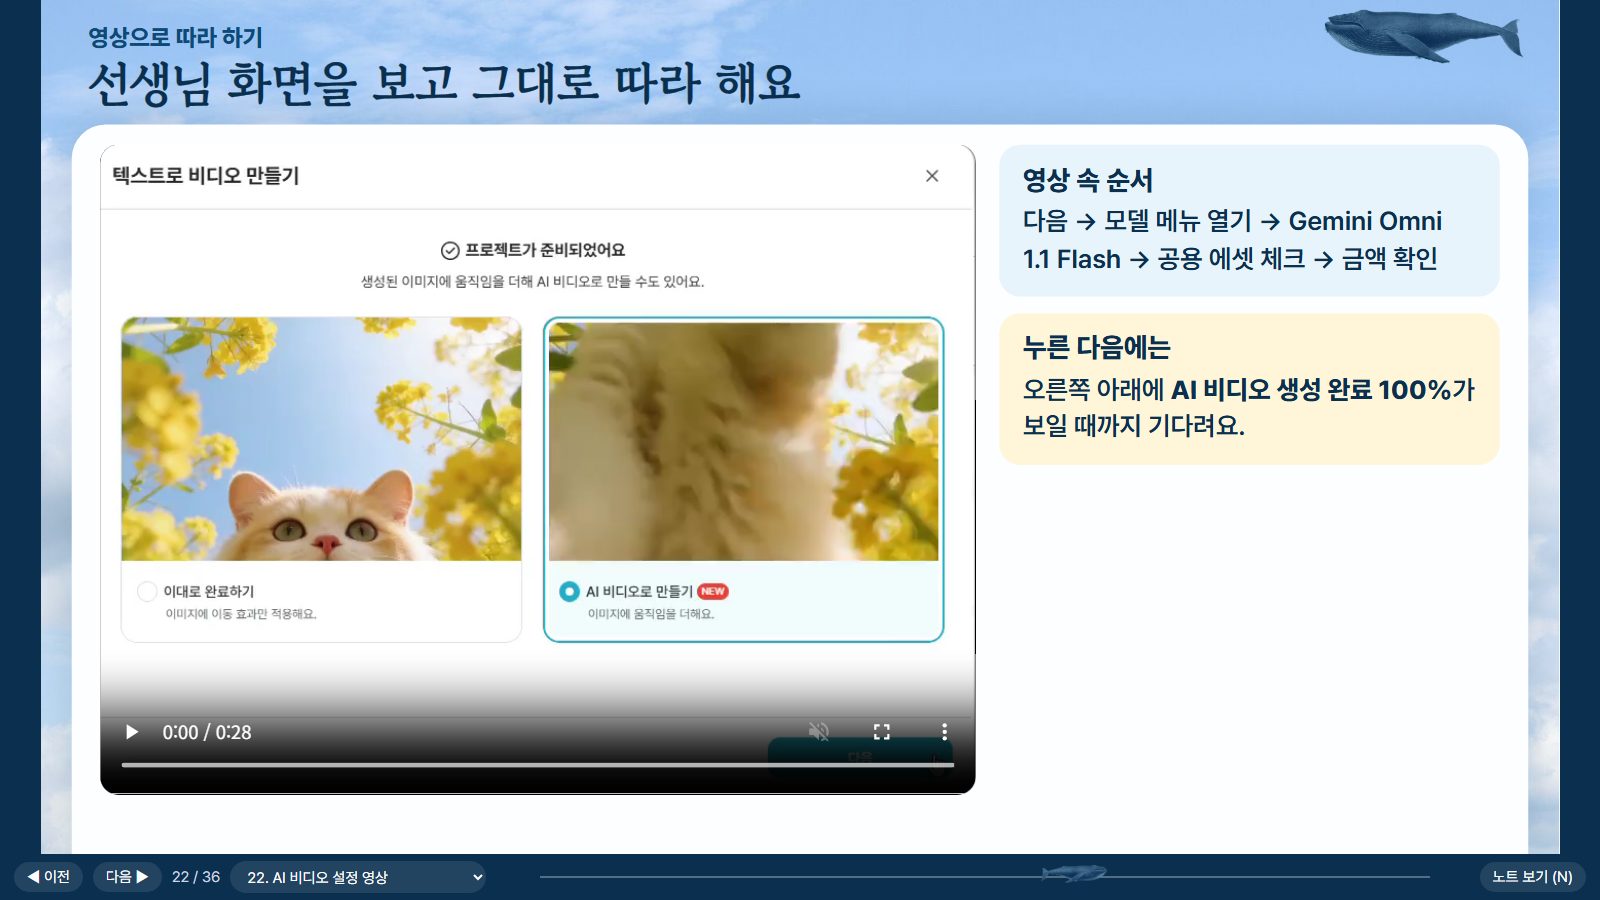 영상으로 따라 하기
선생님 화면을 보고 그대로 따라 해요
텍스트로 비디오 만들기
프로젝트가 준비되었어요
생성된 이미지에 움직임을 더해 AI 비디오로 만들 수도 있어요.
이대로 완료하기
이미지에 이동 효과만 적용해요.
AI 비디오로 만들기 NEW
이미지에 움직임을 더해요.
다음
0:00 / 0:28
영상 속 순서
다음 → 모델 메뉴 열기 → Gemini Omni
1.1 Flash → 공용 에셋 체크 → 금액 확인
누른 다음에는
오른쪽 아래에 AI 비디오 생성 완료 100%가
보일 때까지 기다려요.
◀ 이전
다음 ▶
22 / 36
22. AI 비디오 설정 영상
노트 보기 (N)